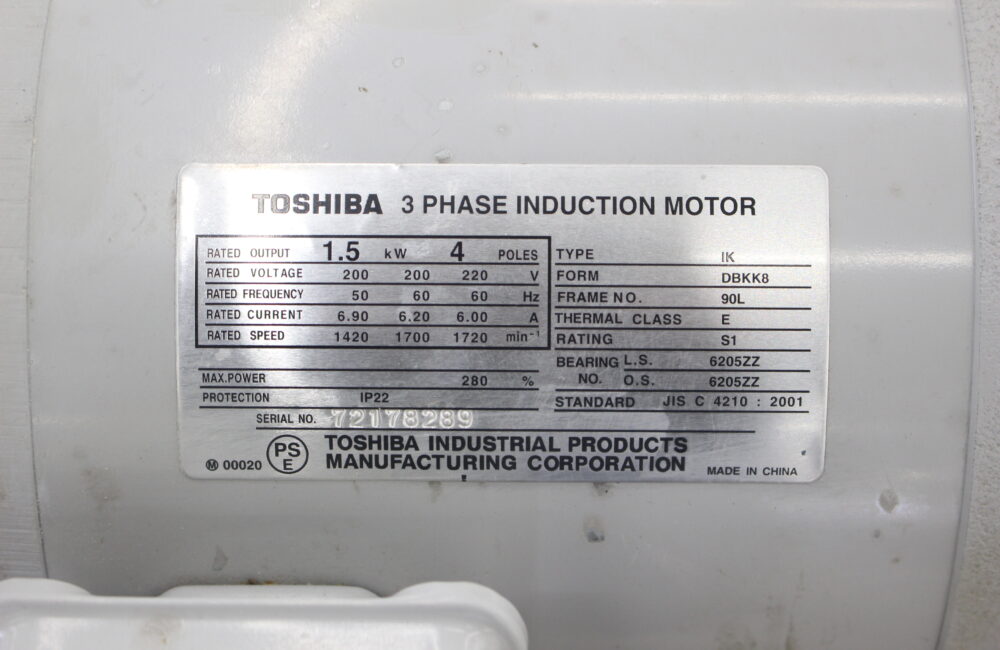 TOSHIBA 3 PHASE INDUCTION MOTOR
RATED OUTPUT 1.5 kW 4 POLES
RATED VOLTAGE 200 200 220 V
RATED FREQUENCY 50 60 60 Hz
RATED CURRENT 6.90 6.20 6.00 A
RATED SPEED 1420 1700 1720 min⁻¹
MAX.POWER 280 %
PROTECTION IP22
TYPE IK
FORM DBKK8
FRAME NO. 90L
THERMAL CLASS E
RATING S1
BEARING NO. L.S. 6205ZZ
O.S. 6205ZZ
STANDARD JIS C 4210 : 2001
SERIAL NO. 72178289
Ⓜ 00020
PS
E
TOSHIBA INDUSTRIAL PRODUCTS
MANUFACTURING CORPORATION
MADE IN CHINA